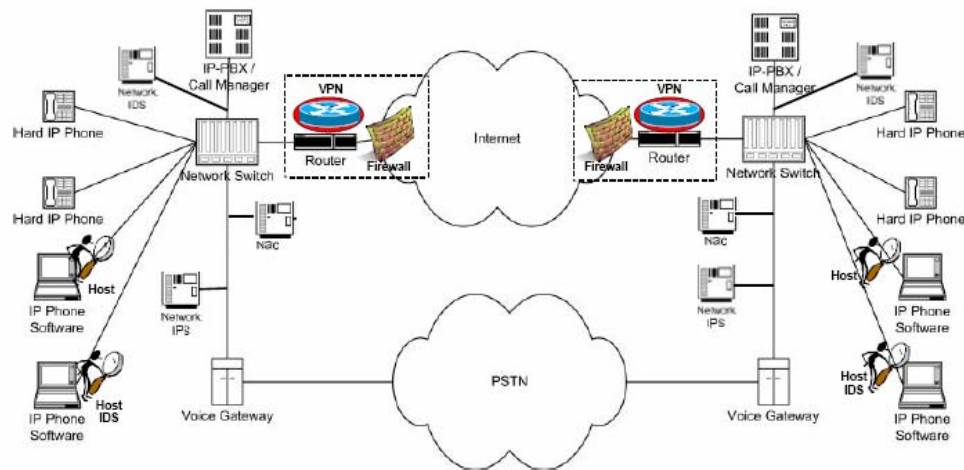 IP-PBX /
Call Manager
Network
IDS
Hard IP Phone
Hard IP Phone
Network Switch
VPN
Router
Firewall
Internet
VPN
Router
Firewall
IP-PBX /
Call Manager
Network
IDS
Hard IP Phone
Hard IP Phone
Network Switch
Nac
Network
IPS
Host
IP Phone
Software
Host
IDS
IP Phone
Software
Voice Gateway
PSTN
Nac
Network
IPS
Host
IP Phone
Software
Host
IDS
IP Phone
Software
Voice Gateway